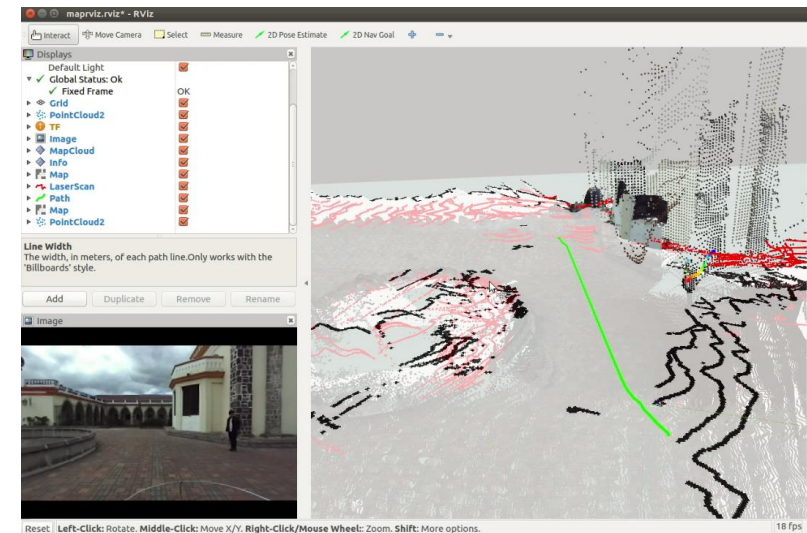 maprviz.rviz* - RViz
Interact Move Camera Select Measure 2D Pose Estimate 2D Nav Goal
Displays
Default Light
Global Status: Ok
Fixed Frame OK
Grid
PointCloud2
TF
Image
MapCloud
Info
Map
LaserScan
Path
Map
PointCloud2
Line Width
The width, in meters, of each path line.Only works with the
'Billboards' style.
Add Duplicate Remove Rename
Image
Reset Left-Click: Rotate. Middle-Click: Move X/Y. Right-Click/Mouse Wheel:: Zoom. Shift: More options. 18 fps